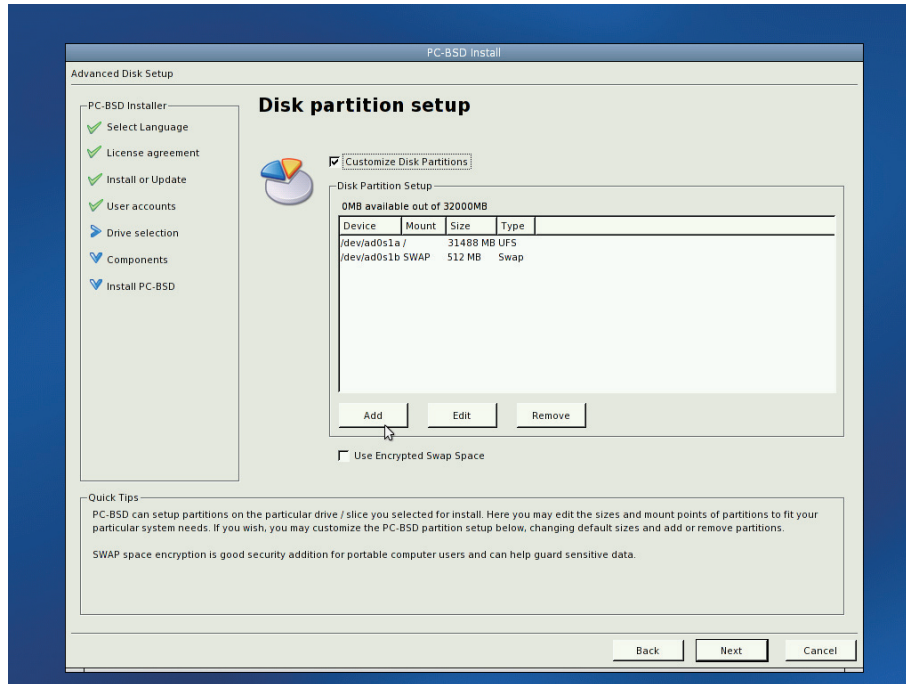 PC-BSD Install
Advanced Disk Setup
PC-BSD Installer
Select Language
License agreement
Install or Update
User accounts
Drive selection
Components
Install PC-BSD
Disk partition setup
Customize Disk Partitions
Disk Partition Setup
0MB available out of 32000MB
Device Mount Size Type
/dev/ad0s1a / 31488 MB UFS
/dev/ad0s1b SWAP 512 MB Swap
Add Edit Remove
Use Encrypted Swap Space
Quick Tips
PC-BSD can setup partitions on the particular drive / slice you selected for install. Here you may edit the sizes and mount points of partitions to fit your
particular system needs. If you wish, you may customize the PC-BSD partition setup below, changing default sizes and add or remove partitions.
SWAP space encryption is good security addition for portable computer users and can help guard sensitive data.
Back Next Cancel